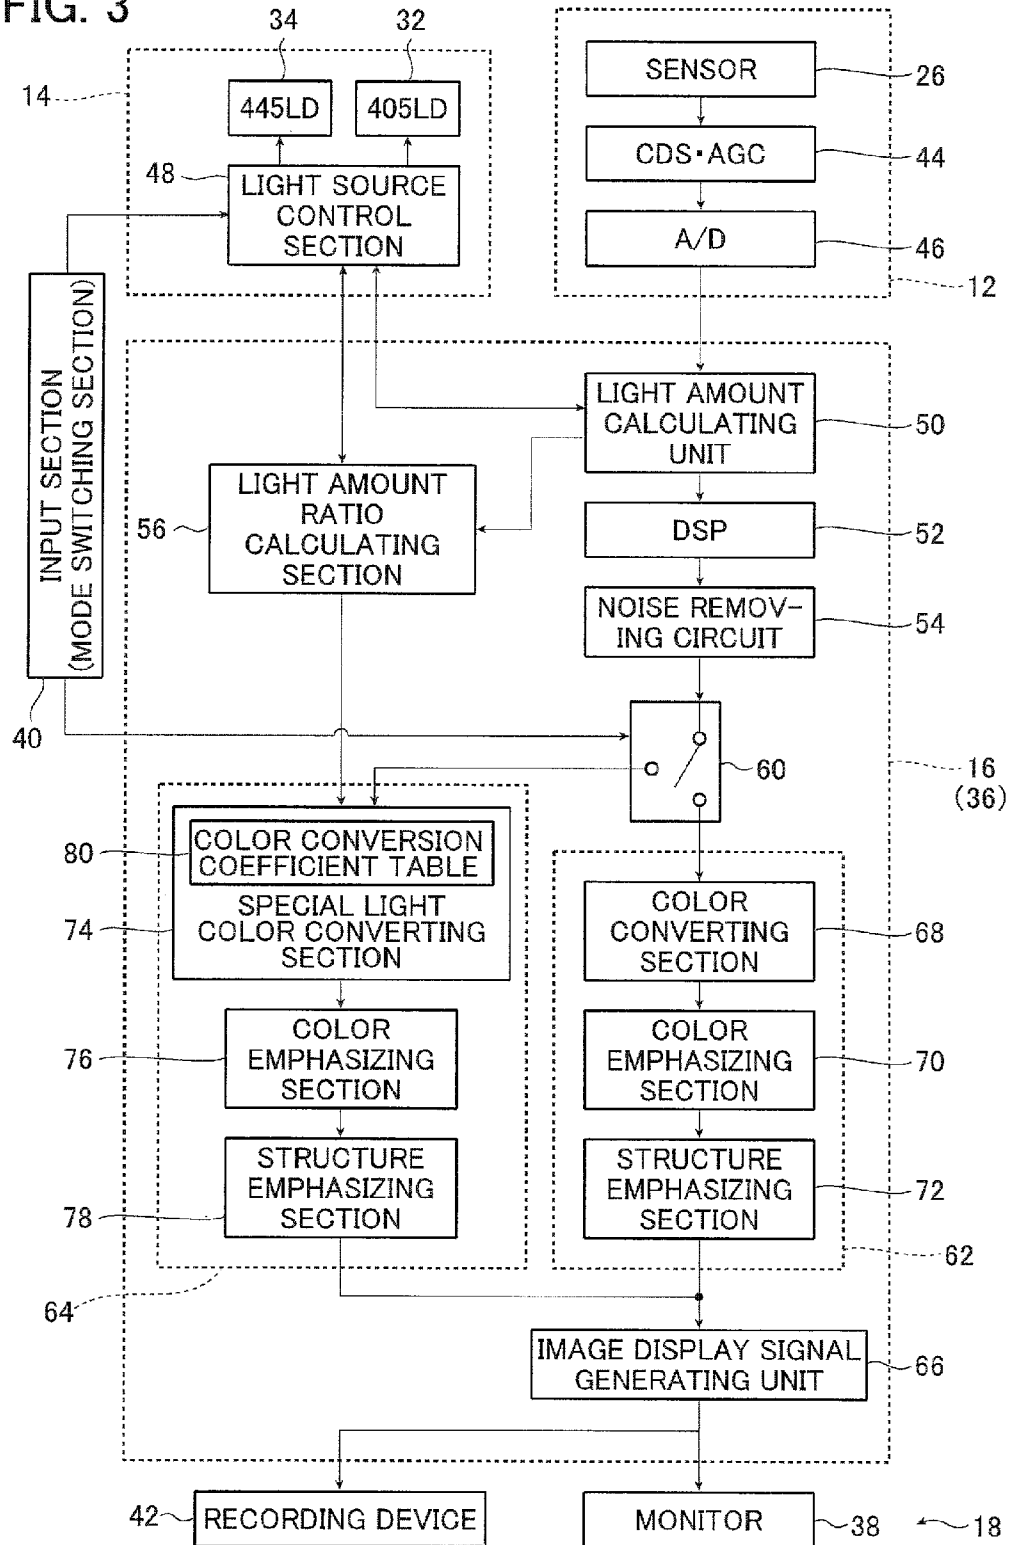 FIG. 3
34
32
14
445LD
405LD
48
LIGHT SOURCE
CONTROL
SECTION
SENSOR
26
CDS・AGC
44
A/D
46
12
INPUT SECTION
(MODE SWITCHING SECTION)
40
LIGHT AMOUNT
CALCULATING
UNIT
50
56
LIGHT AMOUNT
RATIO
CALCULATING
SECTION
DSP
52
NOISE REMOV-
ING CIRCUIT
54
60
16
(36)
80
COLOR CONVERSION
COEFFICIENT TABLE
74
SPECIAL LIGHT
COLOR CONVERTING
SECTION
COLOR
CONVERTING
SECTION
68
76
COLOR
EMPHASIZING
SECTION
COLOR
EMPHASIZING
SECTION
70
78
STRUCTURE
EMPHASIZING
SECTION
STRUCTURE
EMPHASIZING
SECTION
72
62
64
IMAGE DISPLAY SIGNAL
GENERATING UNIT
66
42
RECORDING DEVICE
MONITOR
38
18